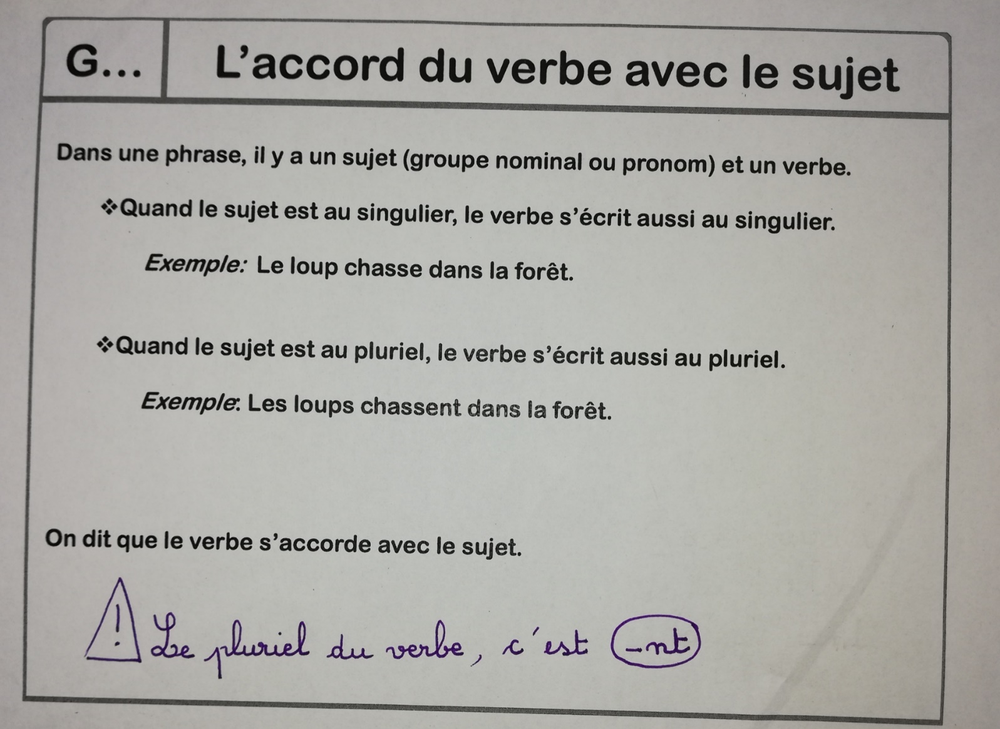 G... L'accord du verbe avec le sujet
Dans une phrase, il y a un sujet (groupe nominal ou pronom) et un verbe.
❖Quand le sujet est au singulier, le verbe s'écrit aussi au singulier.
Exemple: Le loup chasse dans la forêt.
❖Quand le sujet est au pluriel, le verbe s'écrit aussi au pluriel.
Exemple: Les loups chassent dans la forêt.
On dit que le verbe s'accorde avec le sujet.
! Le pluriel du verbe, c'est -nt